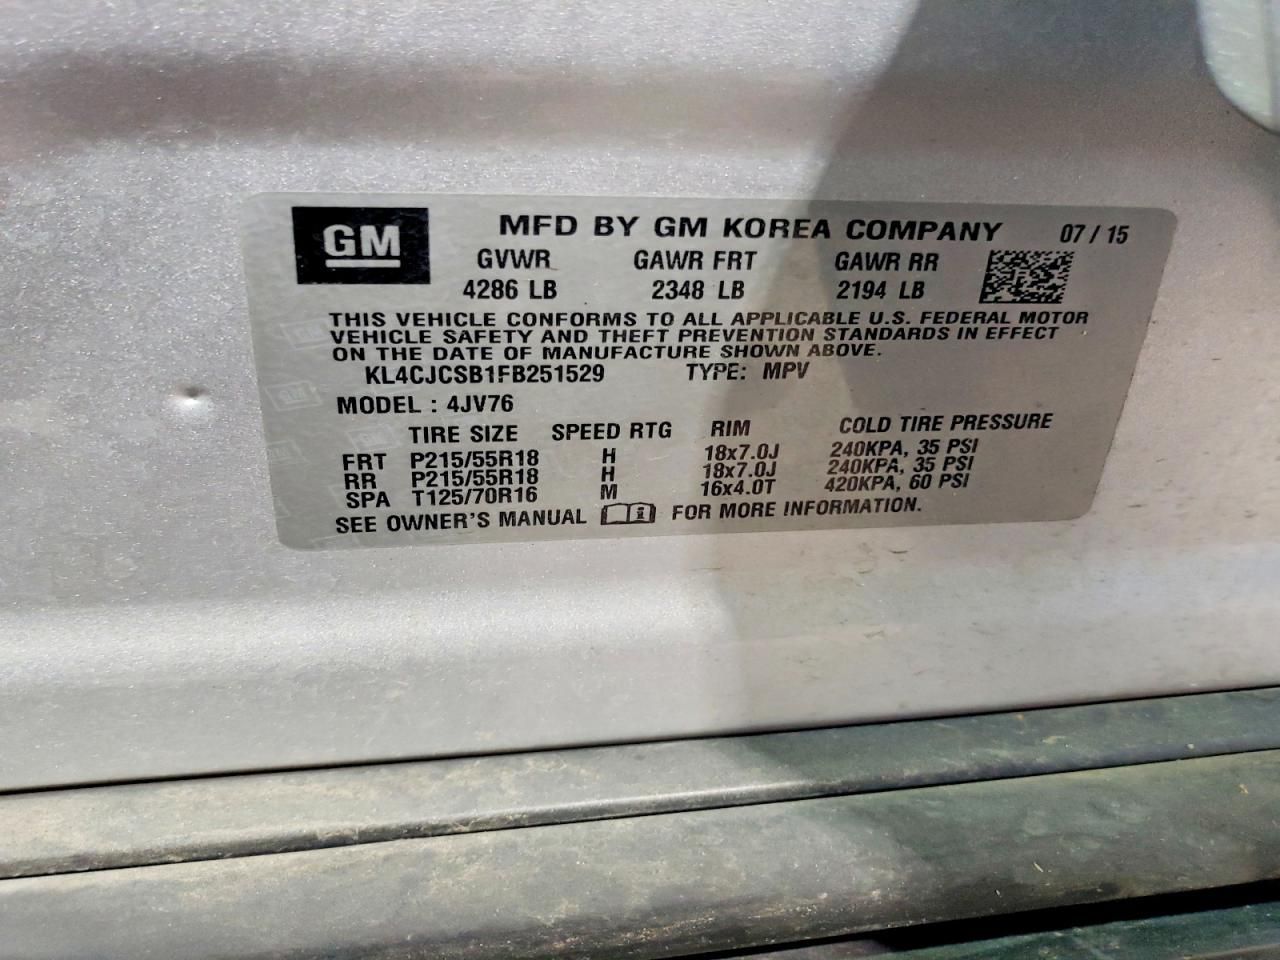 GM
MFD BY GM KOREA COMPANY 07 / 15
GVWR GAWR FRT GAWR RR
4286 LB 2348 LB 2194 LB
THIS VEHICLE CONFORMS TO ALL APPLICABLE U.S. FEDERAL MOTOR
VEHICLE SAFETY AND THEFT PREVENTION STANDARDS IN EFFECT
ON THE DATE OF MANUFACTURE SHOWN ABOVE.
KL4CJCSB1FB251529 TYPE: MPV
MODEL : 4JV76
TIRE SIZE SPEED RTG RIM COLD TIRE PRESSURE
FRT P215/55R18 H 18x7.0J 240KPA, 35 PSI
RR P215/55R18 H 18x7.0J 240KPA, 35 PSI
SPA T125/70R16 M 16x4.0T 420KPA, 60 PSI
SEE OWNER'S MANUAL FOR MORE INFORMATION.